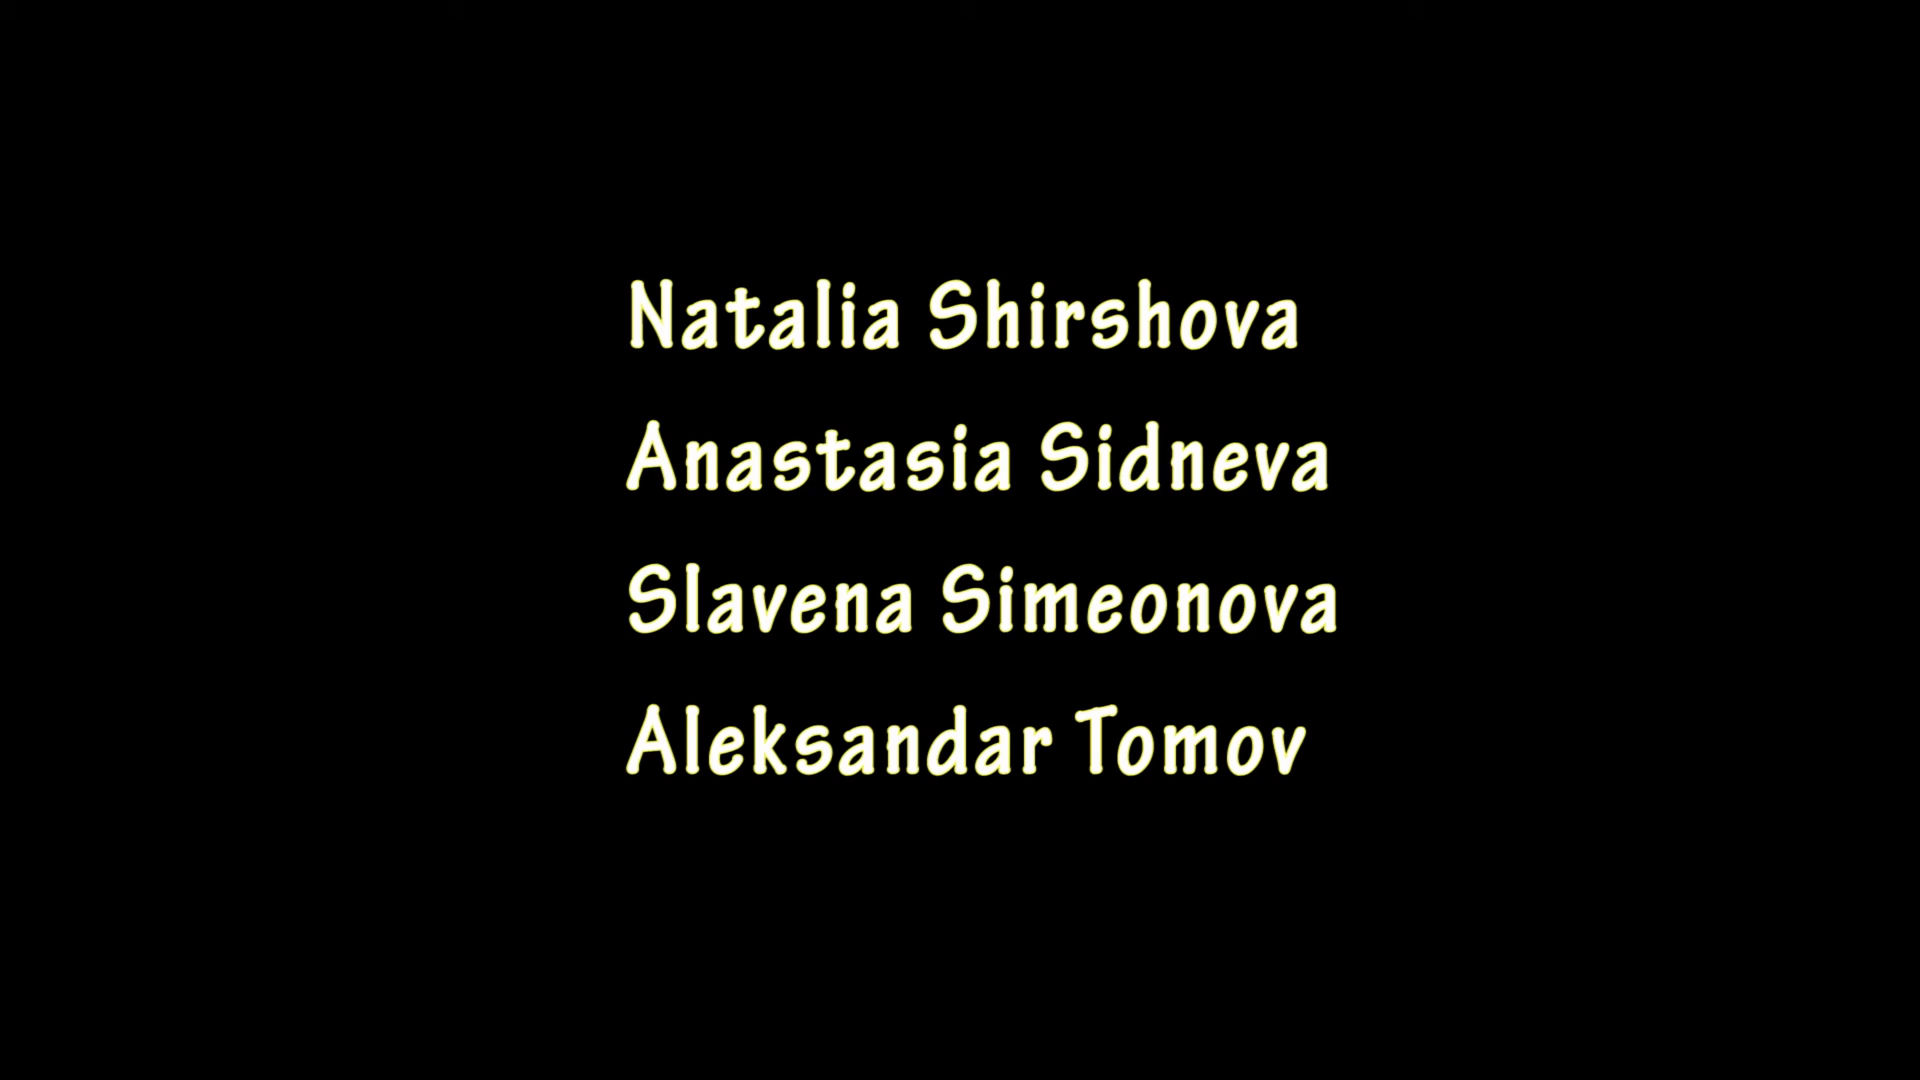 Natalia Shirshova
Anastasia Sidneva
Slavena Simeonova
Aleksandar Tomov